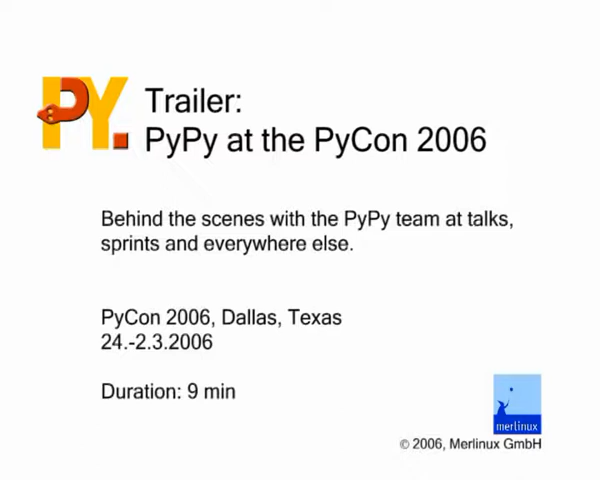 PY.
Trailer:
PyPy at the PyCon 2006
Behind the scenes with the PyPy team at talks,
sprints and everywhere else.
PyCon 2006, Dallas, Texas
24.-2.3.2006
Duration: 9 min
merlinux
© 2006, Merlinux GmbH